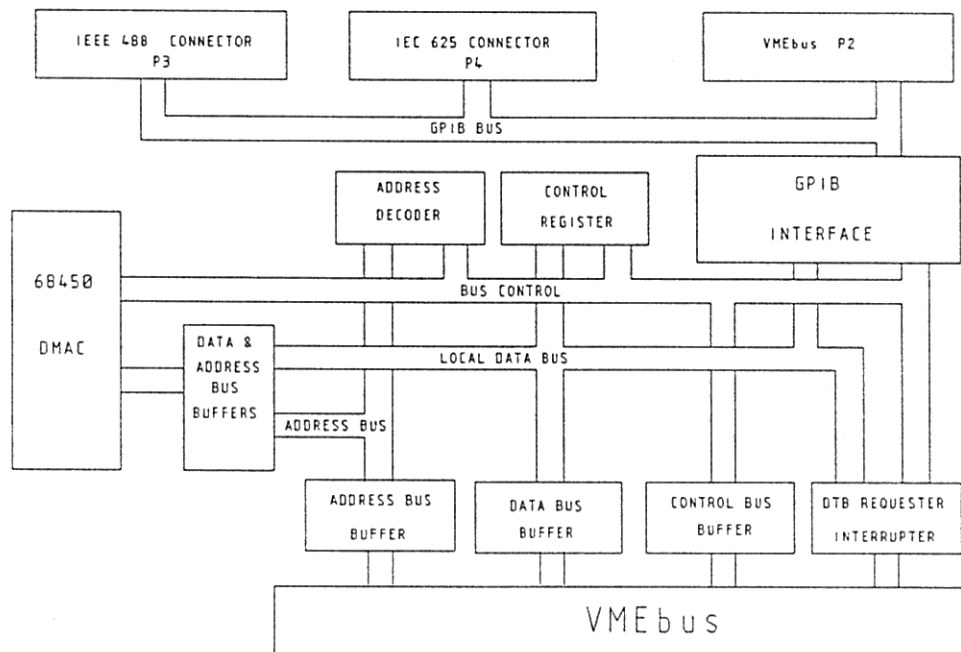 IEEE 488 CONNECTOR
P3
IEC 625 CONNECTOR
P4
VMEbus P2
GPIB BUS
ADDRESS
DECODER
CONTROL
REGISTER
GPIB
INTERFACE
68450
DMAC
BUS CONTROL
DATA &
ADDRESS
BUS
BUFFERS
LOCAL DATA BUS
ADDRESS BUS
ADDRESS BUS
BUFFER
DATA BUS
BUFFER
CONTROL BUS
BUFFER
DTB REQUESTER
INTERRUPTER
VMEbus